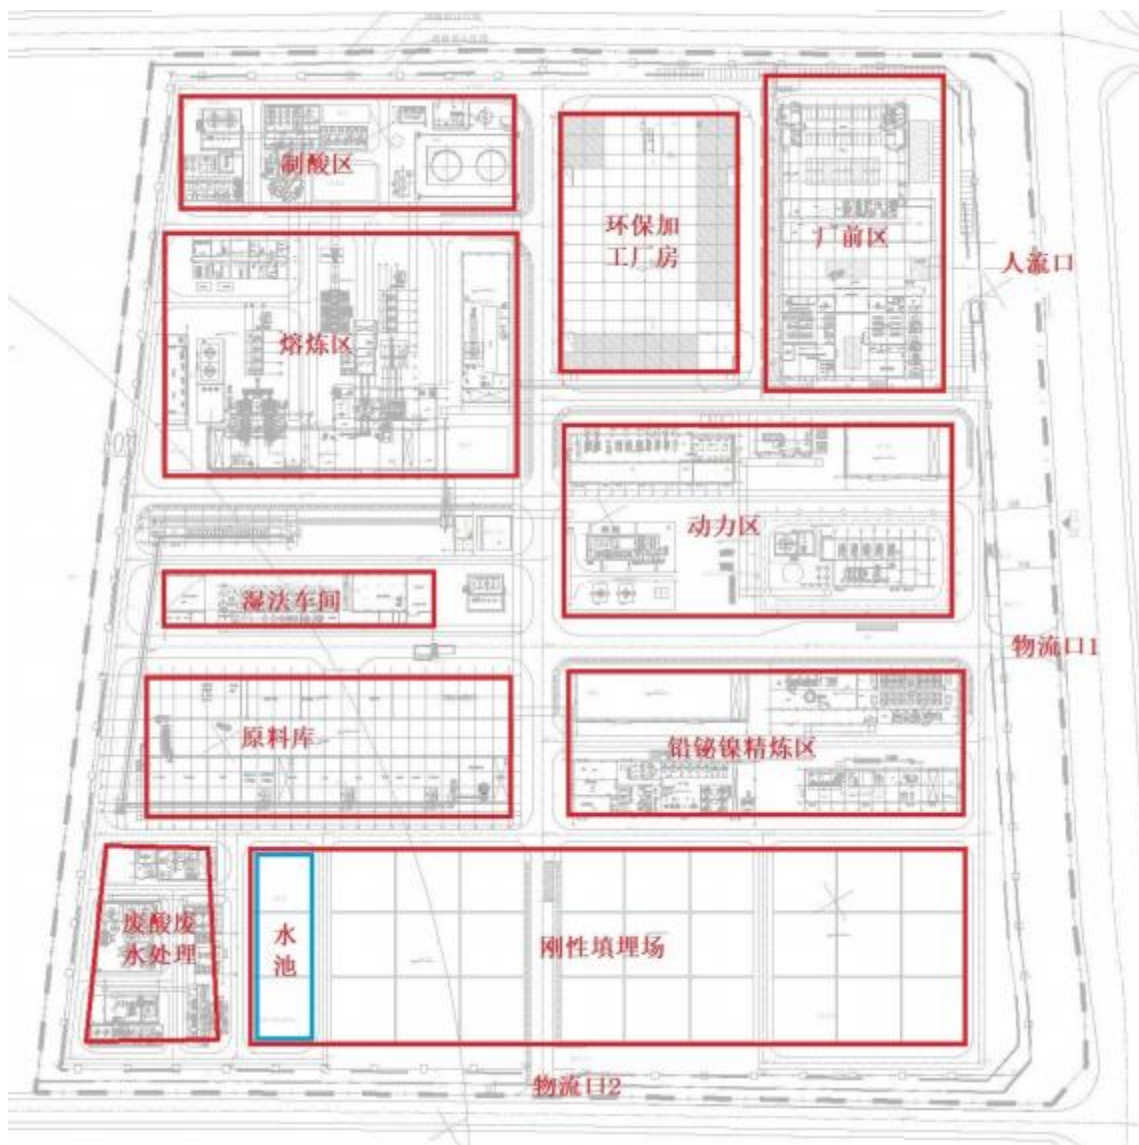 制酸区
环保加
工厂房
厂前区
人流口
熔炼区
动力区
湿法车间
物流口1
原料库
铅铋镍精炼区
废酸废
水处理
水
池
刚性填埋场
物流口2